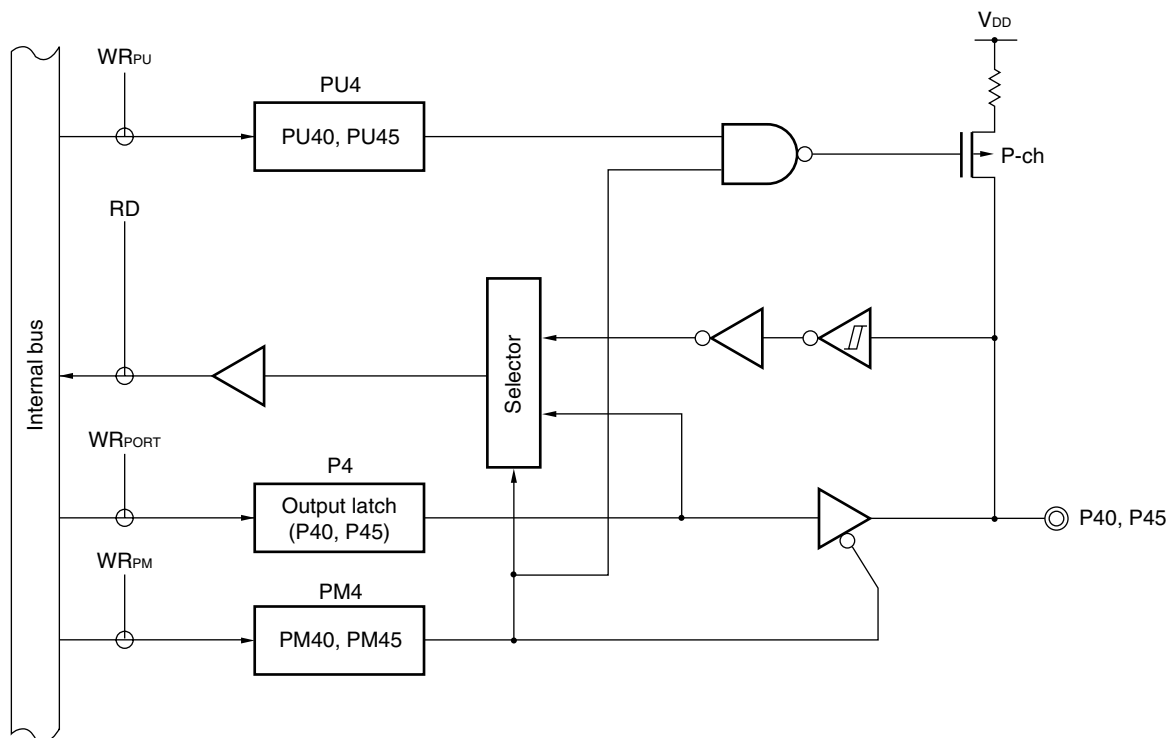 VDD
WRPU
PU4
PU40, PU45
P-ch
RD
Internal bus
Selector
WRPORT
P4
Output latch
(P40, P45)
P40, P45
WRPM
PM4
PM40, PM45